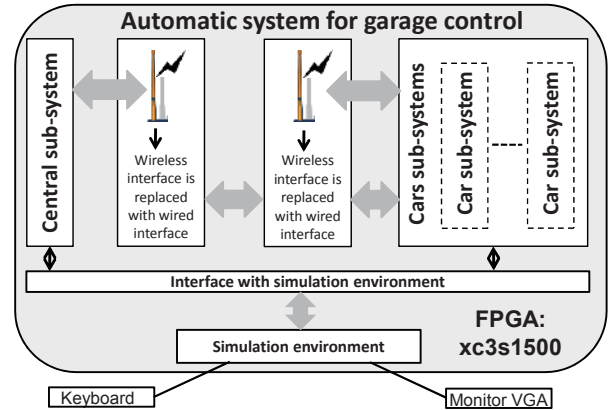 Automatic system for garage control
Central sub-system
Wireless
interface is
replaced
with wired
interface
Wireless
interface is
replaced
with wired
interface
Cars sub-systems
Car sub-system
Car sub-system
Interface with simulation environment
Simulation environment
FPGA:
xc3s1500
Keyboard
Monitor VGA